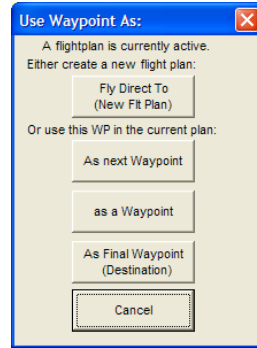 Use Waypoint As:
A flightplan is currently active.
Either create a new flight plan:
Fly Direct To
(New Flt Plan)
Or use this WP in the current plan:
As next Waypoint
as a Waypoint
As Final Waypoint
(Destination)
Cancel